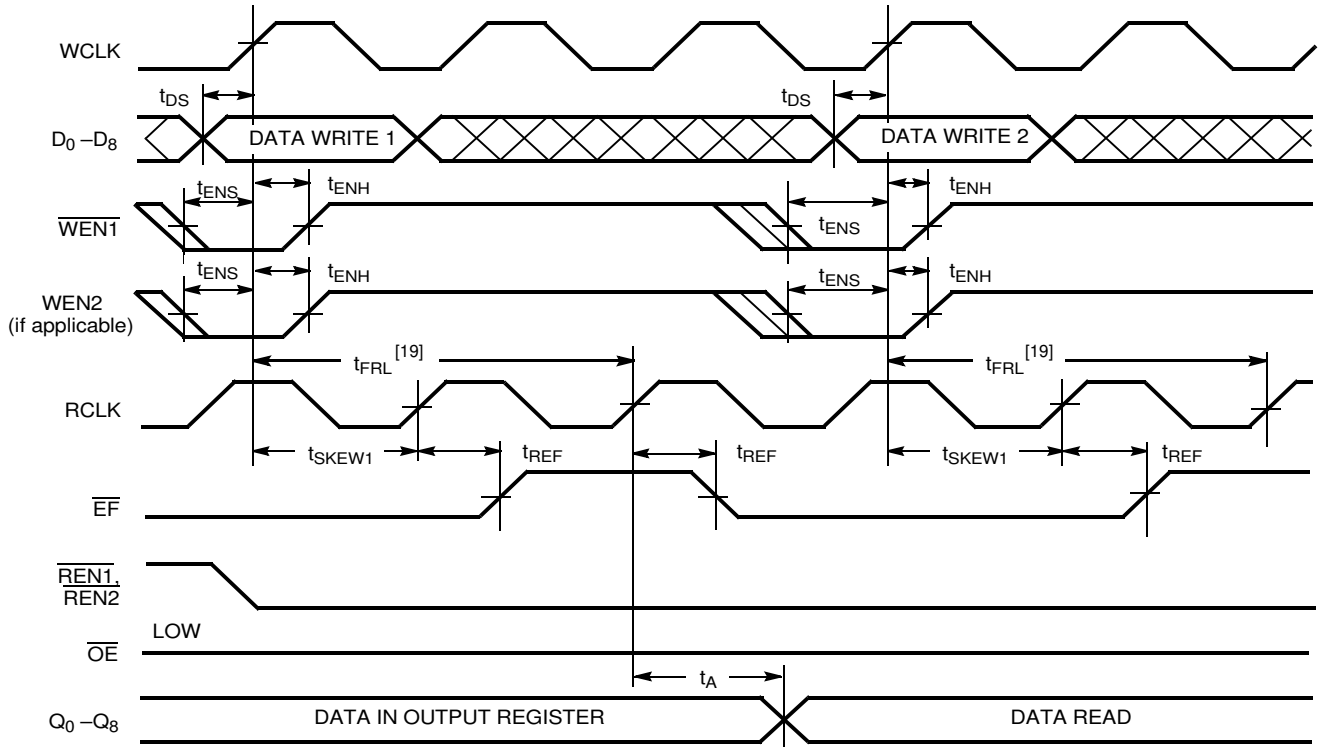 WCLK
tDS tDS
D0 –D8 DATA WRITE 1 DATA WRITE 2
tENS tENH tENH
WEN1 tENS
tENS tENH tENS tENH
WEN2
(if applicable)
tFRL[19] tFRL[19]
RCLK
tSKEW1 tREF tREF tSKEW1 tREF
EF
REN1,
REN2
LOW
OE
tA
Q0 –Q8 DATA IN OUTPUT REGISTER DATA READ